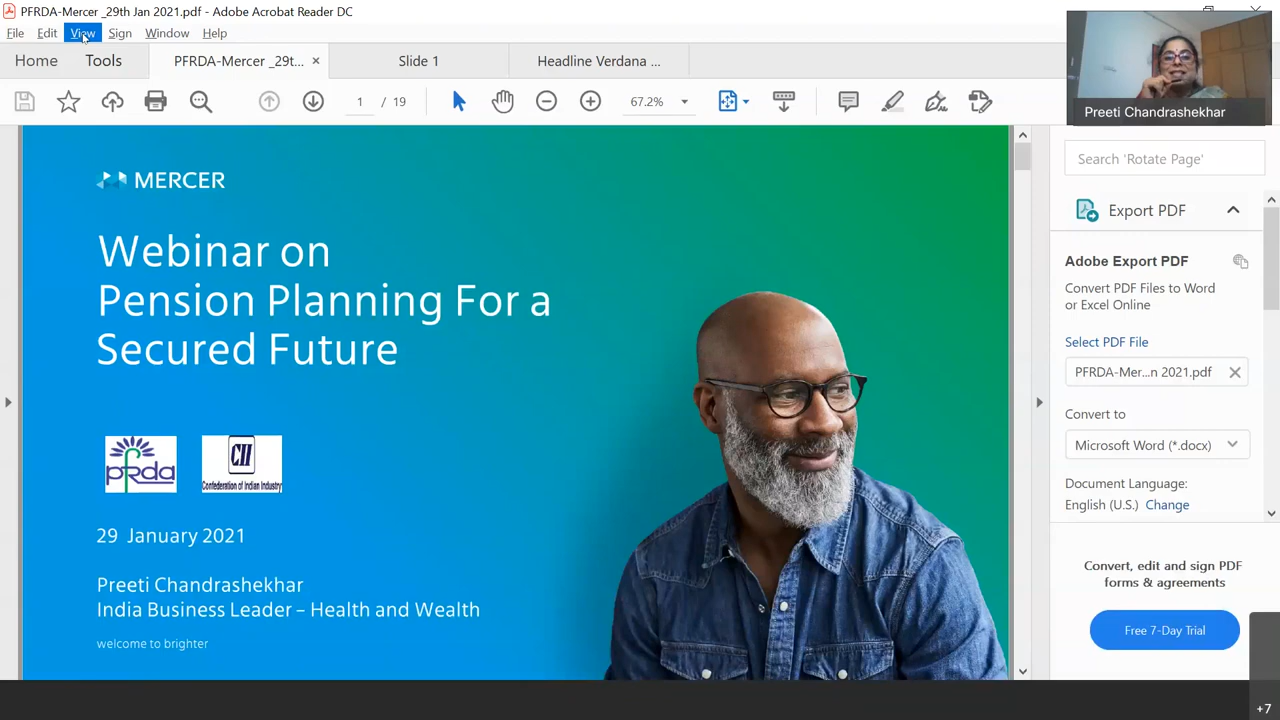 PFRDA-Mercer _29th Jan 2021.pdf - Adobe Acrobat Reader DC
File Edit View Sign Window Help
Home Tools PFRDA-Mercer _29t... × Slide 1 Headline Verdana ...
1 / 19 67.2%
Preeti Chandrashekhar
MERCER
Webinar on
Pension Planning For a
Secured Future
pfrda CII
Confederation of Indian Industry
29 January 2021
Preeti Chandrashekhar
India Business Leader – Health and Wealth
welcome to brighter
Search 'Rotate Page'
Export PDF
Adobe Export PDF
Convert PDF Files to Word
or Excel Online
Select PDF File
PFRDA-Mer...n 2021.pdf
Convert to
Microsoft Word (*.docx)
Document Language:
English (U.S.) Change
Convert, edit and sign PDF
forms & agreements
Free 7-Day Trial
+7